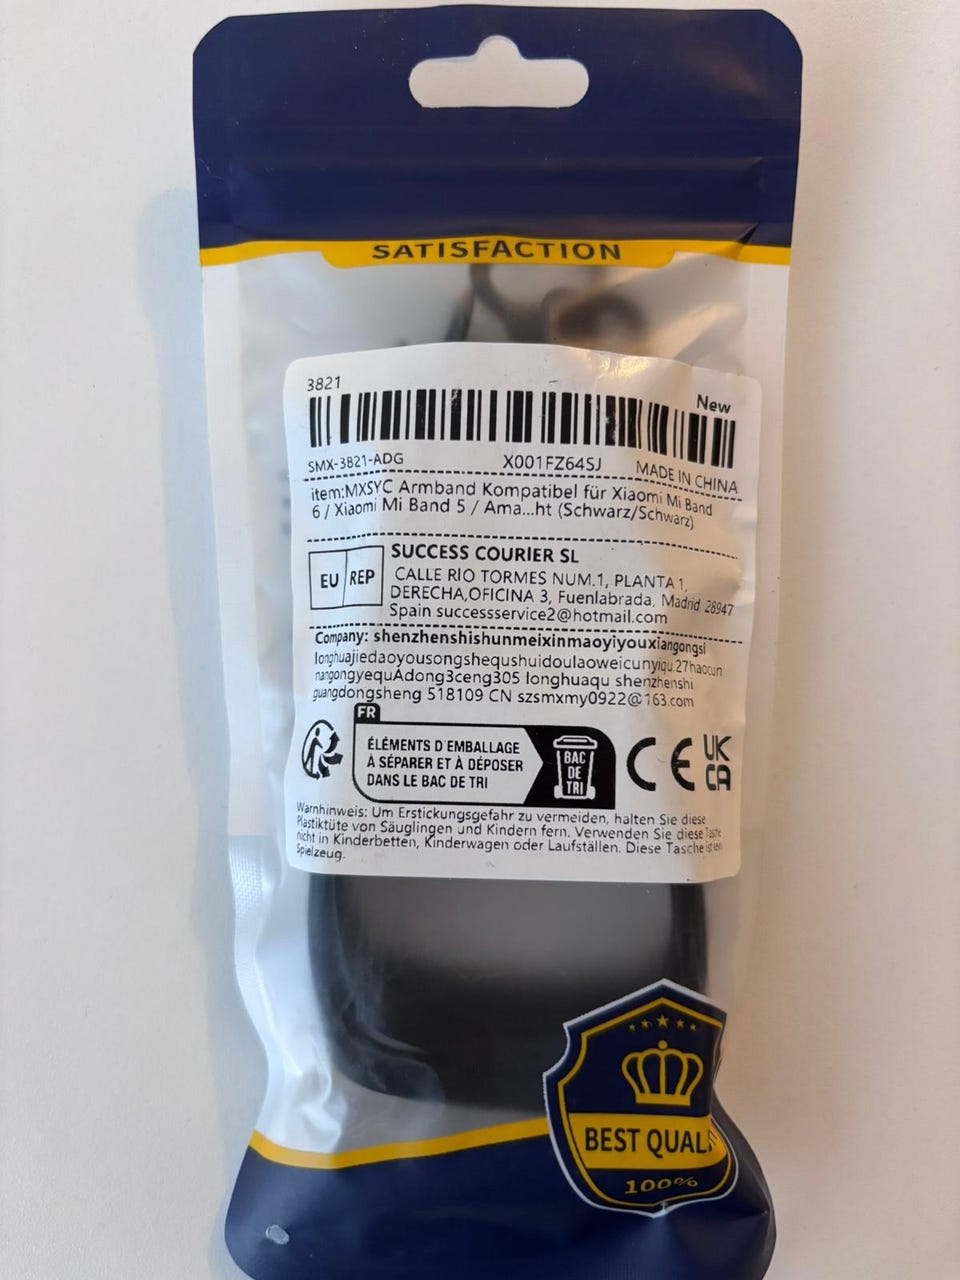 SATISFACTION
3821
New
SMX-3821-ADG X001FZ64SJ MADE IN CHINA
item:MXSYC Armband Kompatibel für Xiaomi Mi Band
6 / Xiaomi Mi Band 5 / Ama...ht (Schwarz/Schwarz)
EU REP
SUCCESS COURIER SL
CALLE RIO TORMES NUM.1, PLANTA 1,
DERECHA,OFICINA 3, Fuenlabrada, Madrid 28947
Spain successservice2@hotmail.com
Company: shenzhenshishunmeixinmaoyiyouxiangongsi
longhuajiedaoyousongshequshuidoulaoweicunyiqu27haocun
nangongyequAdong3ceng305 longhuaqu shenzhenshi
guangdongsheng 518109 CN szsmxmy0922@163.com
FR
ÉLÉMENTS D'EMBALLAGE
À SÉPARER ET À DÉPOSER
DANS LE BAC DE TRI
BAC
DE
TRI
CE
UK
CA
Warnhinweis: Um Erstickungsgefahr zu vermeiden, halten Sie diese
Plastiktüte von Säuglingen und Kindern fern. Verwenden Sie diese Tasche
nicht in Kinderbetten, Kinderwagen oder Laufställen. Diese Tasche ist kein
Spielzeug.
BEST QUAL
100%